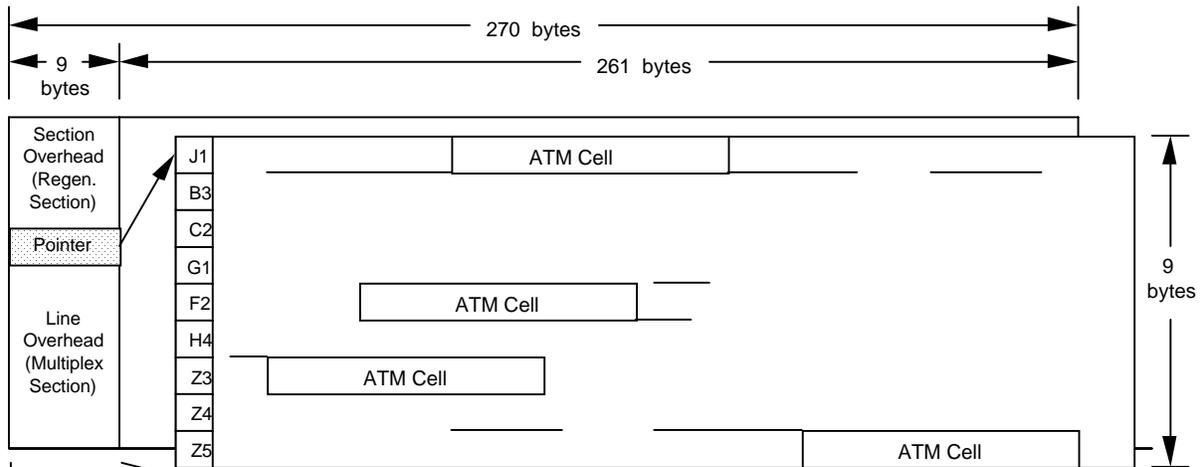 270 bytes
9
bytes
261 bytes
Section
Overhead
(Regen.
Section)
Pointer
Line
Overhead
(Multiplex
Section)
J1
B3
C2
G1
F2
H4
Z3
Z4
Z5
ATM Cell
ATM Cell
ATM Cell
ATM Cell
9
bytes